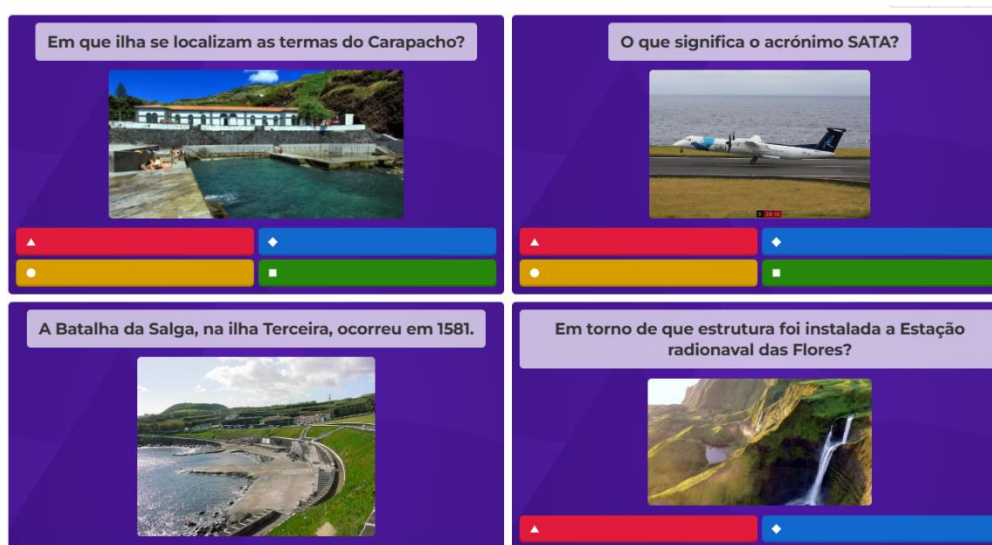 Em que ilha se localizam as termas do Carapacho?
O que significa o acrónimo SATA?
A Batalha da Salga, na ilha Terceira, ocorreu em 1581.
Em torno de que estrutura foi instalada a Estação
radionaval das Flores?